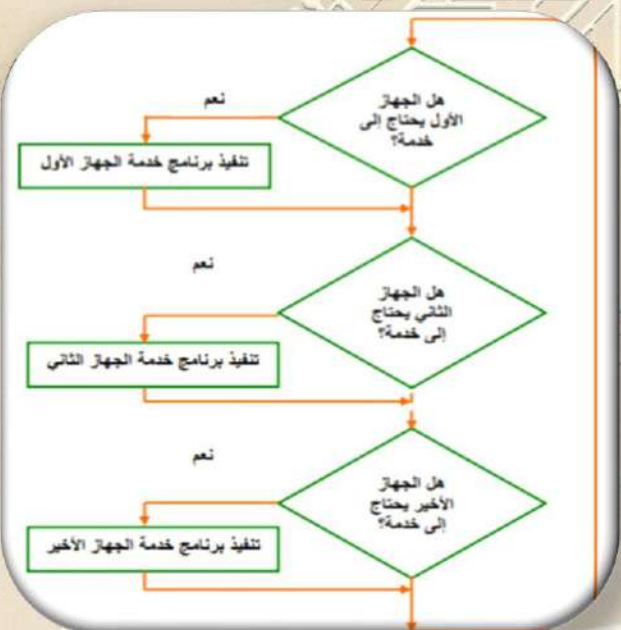 هل الجهاز
الأول يحتاج إلى
خدمة؟
نعم
تنفيذ برنامج خدمة الجهاز الأول
هل الجهاز
الثاني يحتاج
إلى خدمة؟
نعم
تنفيذ برنامج خدمة الجهاز الثاني
هل الجهاز
الأخير يحتاج
إلى خدمة؟
نعم
تنفيذ برنامج خدمة الجهاز الأخير